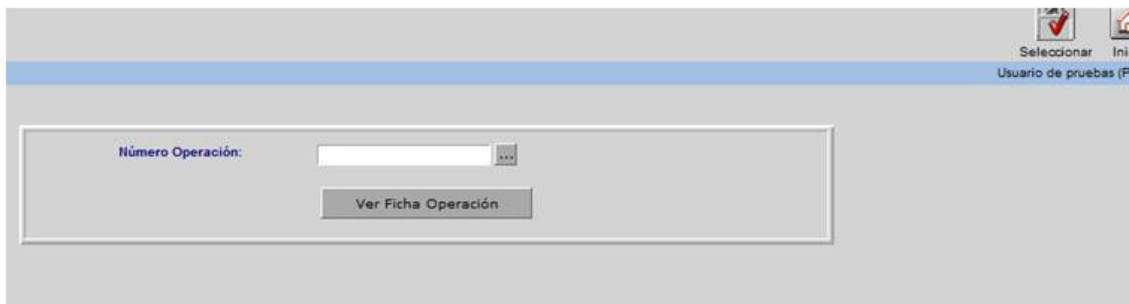 Seleccionar
Usuario de pruebas (P
Número Operación:
...
Ver Ficha Operación